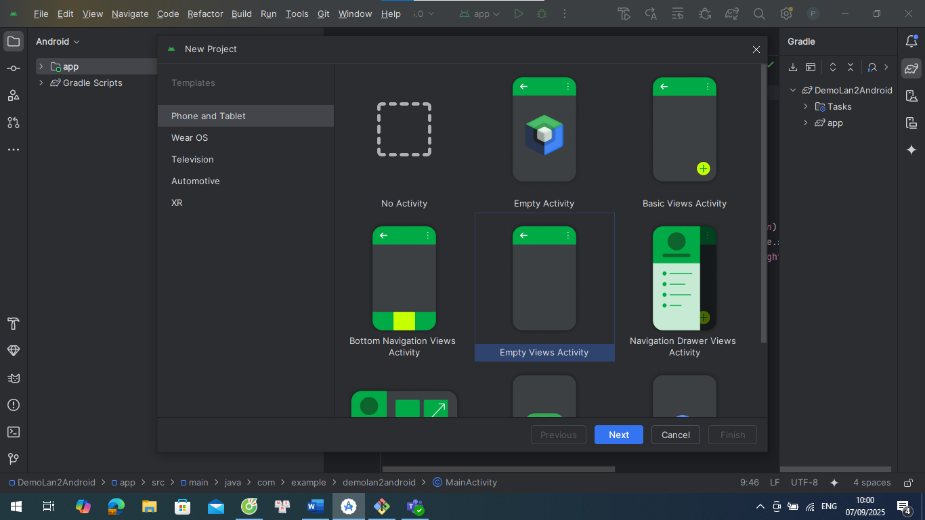 File Edit View Navigate Code Refactor Build Run Tools Git Window Help
.0
app
P
Android
New Project
Gradle
app
Gradle Scripts
Templates
Phone and Tablet
Wear OS
Television
Automotive
XR
No Activity
Empty Activity
Basic Views Activity
Bottom Navigation Views
Activity
Empty Views Activity
Navigation Drawer Views
Activity
DemoLan2Android
Tasks
app
Previous
Next
Cancel
Finish
DemoLan2Android > app > src > main > java > com > example > demolan2android > MainActivity
9:46 LF UTF-8 4 spaces
ENG
10:00
07/09/2025
4